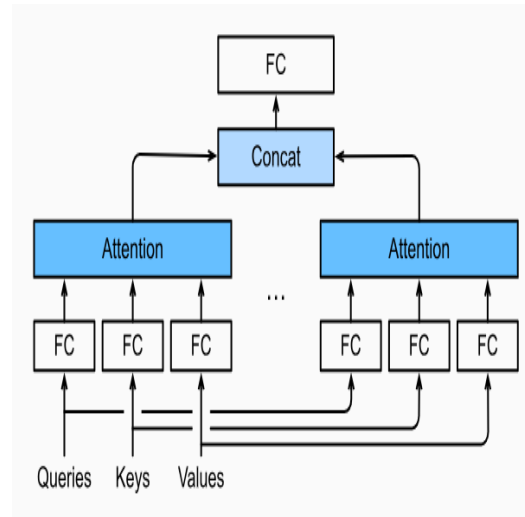 FC
Concat
Attention Attention
...
FC FC FC FC FC FC
Queries Keys Values